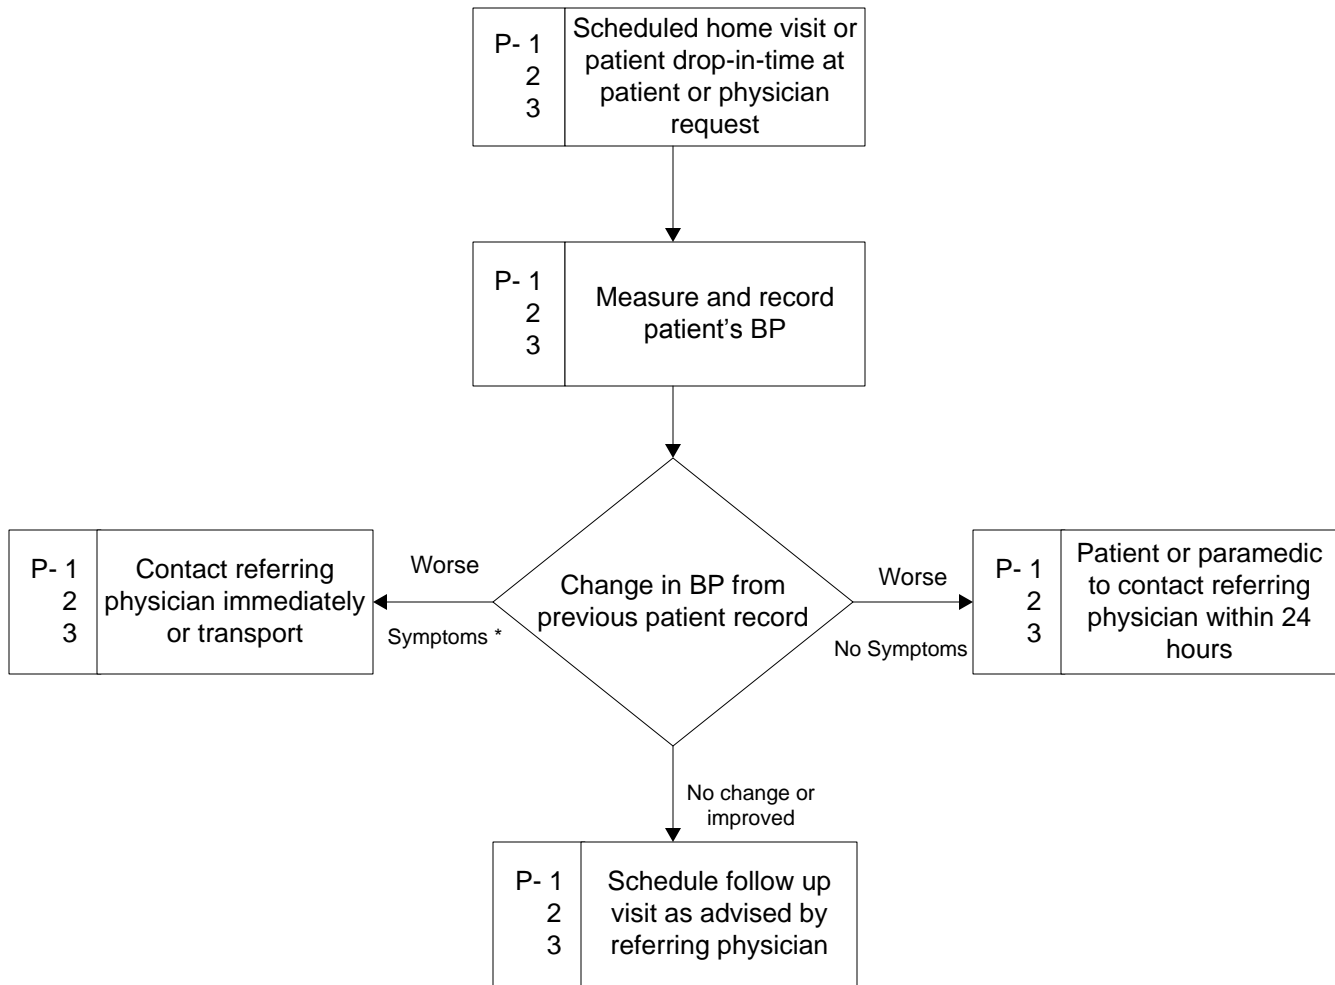 P- 1
2
3
Scheduled home visit or
patient drop-in-time at
patient or physician
request
P- 1
2
3
Measure and record
patient’s BP
P- 1
2
3
Contact referring
physician immediately
or transport
Worse
Symptoms *
Change in BP from
previous patient record
Worse
No Symptoms
P- 1
2
3
Patient or paramedic
to contact referring
physician within 24
hours
No change or
improved
P- 1
2
3
Schedule follow up
visit as advised by
referring physician